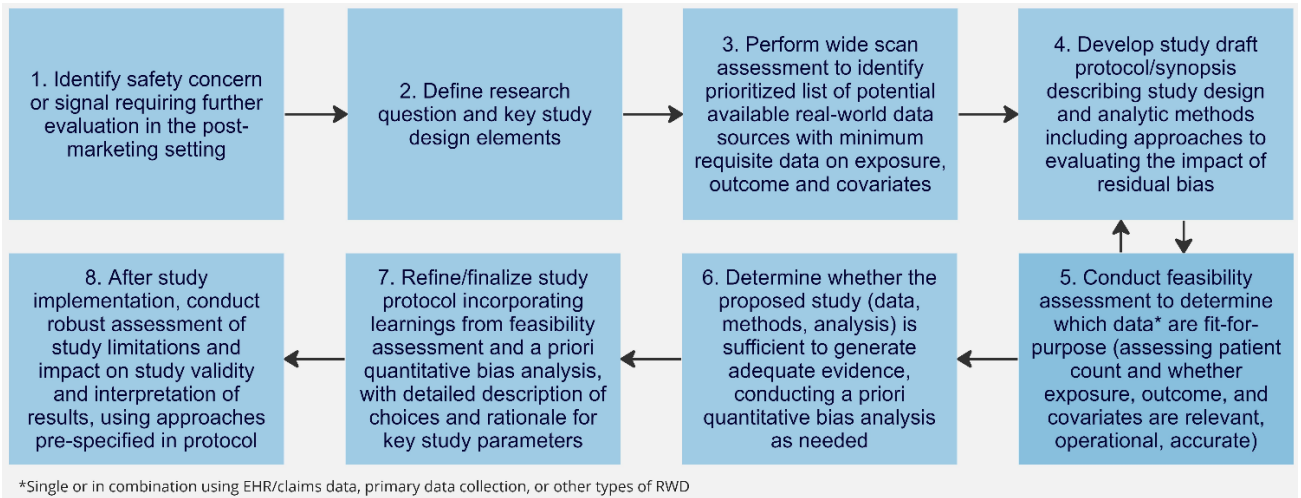 1. Identify safety concern
or signal requiring further
evaluation in the post-
marketing setting
2. Define research
question and key study
design elements
3. Perform wide scan
assessment to identify
prioritized list of potential
available real-world data
sources with minimum
requisite data on exposure,
outcome and covariates
4. Develop study draft
protocol/synopsis
describing study design
and analytic methods
including approaches to
evaluating the impact of
residual bias
5. Conduct feasibility
assessment to determine
which data* are fit-for-
purpose (assessing patient
count and whether
exposure, outcome, and
covariates are relevant,
operational, accurate)
6. Determine whether the
proposed study (data,
methods, analysis) is
sufficient to generate
adequate evidence,
conducting a priori
quantitative bias analysis
as needed
7. Refine/finalize study
protocol incorporating
learnings from feasibility
assessment and a priori
quantitative bias analysis,
with detailed description of
choices and rationale for
key study parameters
8. After study
implementation, conduct
robust assessment of
study limitations and
impact on study validity
and interpretation of
results, using approaches
pre-specified in protocol
*Single or in combination using EHR/claims data, primary data collection, or other types of RWD